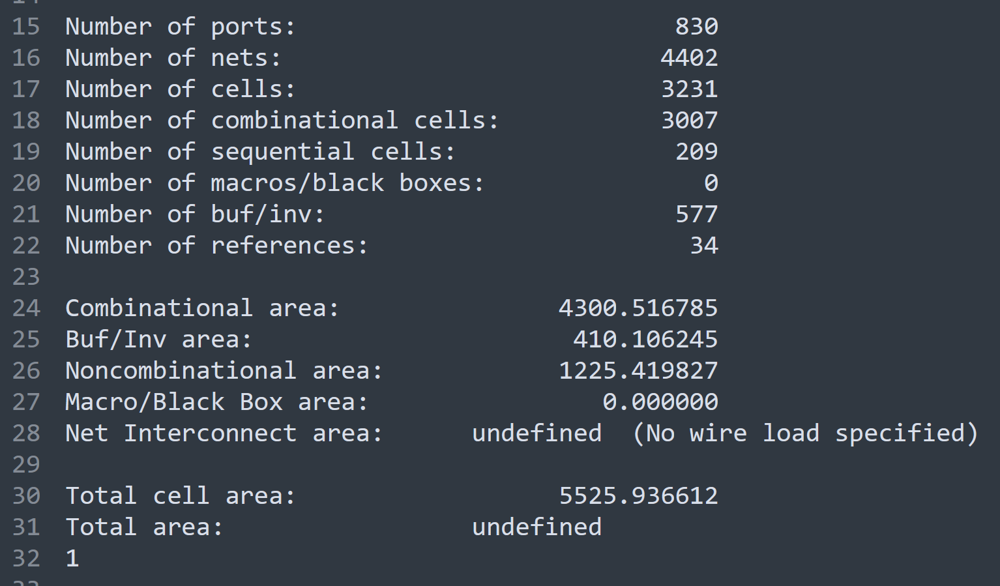 15 Number of ports: 830
16 Number of nets: 4402
17 Number of cells: 3231
18 Number of combinational cells: 3007
19 Number of sequential cells: 209
20 Number of macros/black boxes: 0
21 Number of buf/inv: 577
22 Number of references: 34
23
24 Combinational area: 4300.516785
25 Buf/Inv area: 410.106245
26 Noncombinational area: 1225.419827
27 Macro/Black Box area: 0.000000
28 Net Interconnect area: undefined (No wire load specified)
29
30 Total cell area: 5525.936612
31 Total area: undefined
32 1